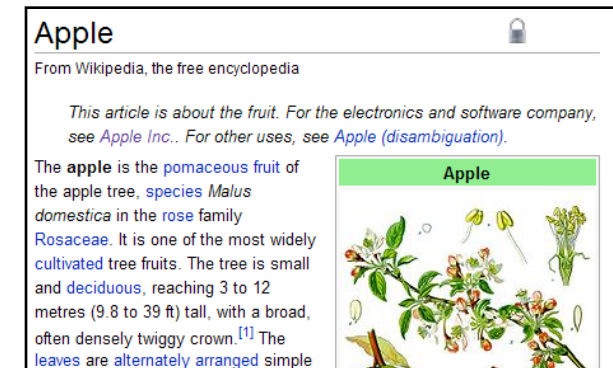 Apple
From Wikipedia, the free encyclopedia
This article is about the fruit. For the electronics and software company,
see Apple Inc.. For other uses, see Apple (disambiguation).
The apple is the pomaceous fruit of
the apple tree, species Malus
domestica in the rose family
Rosaceae. It is one of the most widely
cultivated tree fruits. The tree is small
and deciduous, reaching 3 to 12
metres (9.8 to 39 ft) tall, with a broad,
often densely twiggy crown.[1] The
leaves are alternately arranged simple
Apple